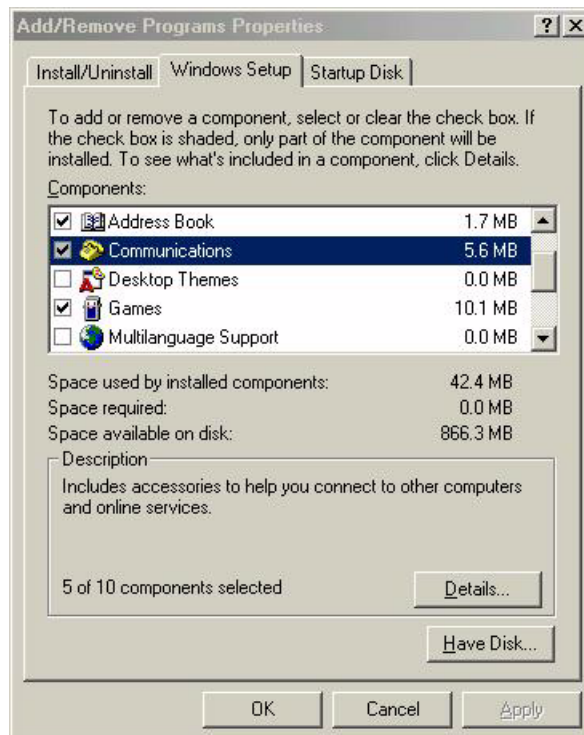 Add/Remove Programs Properties
Install/Uninstall Windows Setup Startup Disk
To add or remove a component, select or clear the check box. If
the check box is shaded, only part of the component will be
installed. To see what's included in a component, click Details.
Components:
Address Book 1.7 MB
Communications 5.6 MB
Desktop Themes 0.0 MB
Games 10.1 MB
Multilanguage Support 0.0 MB
Space used by installed components: 42.4 MB
Space required: 0.0 MB
Space available on disk: 866.3 MB
Description
Includes accessories to help you connect to other computers
and online services.
5 of 10 components selected
Details...
Have Disk...
OK Cancel Apply